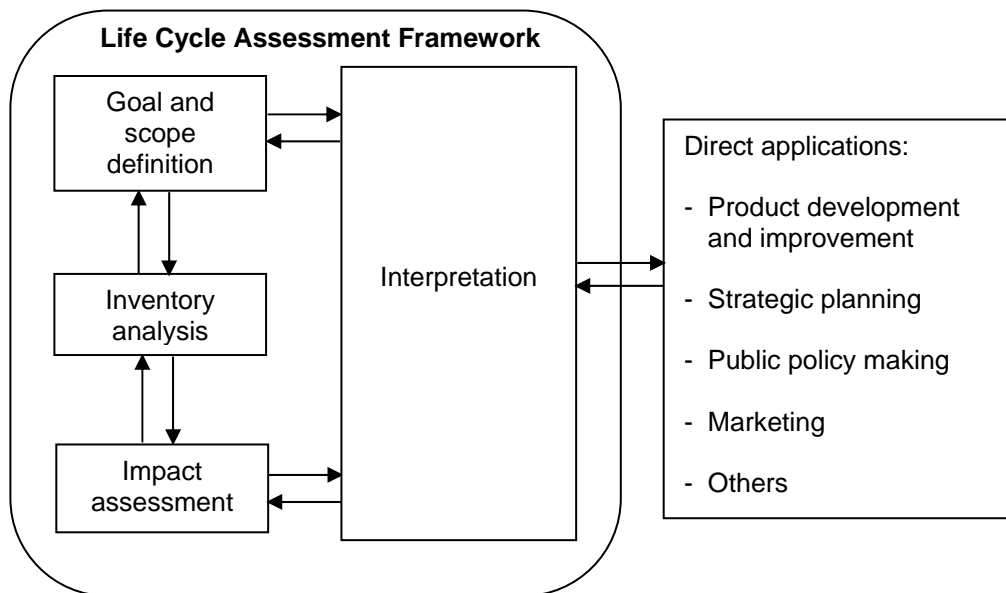 Life Cycle Assessment Framework
Goal and
scope
definition
Inventory
analysis
Impact
assessment
Interpretation
Direct applications:
- Product development
and improvement
- Strategic planning
- Public policy making
- Marketing
- Others